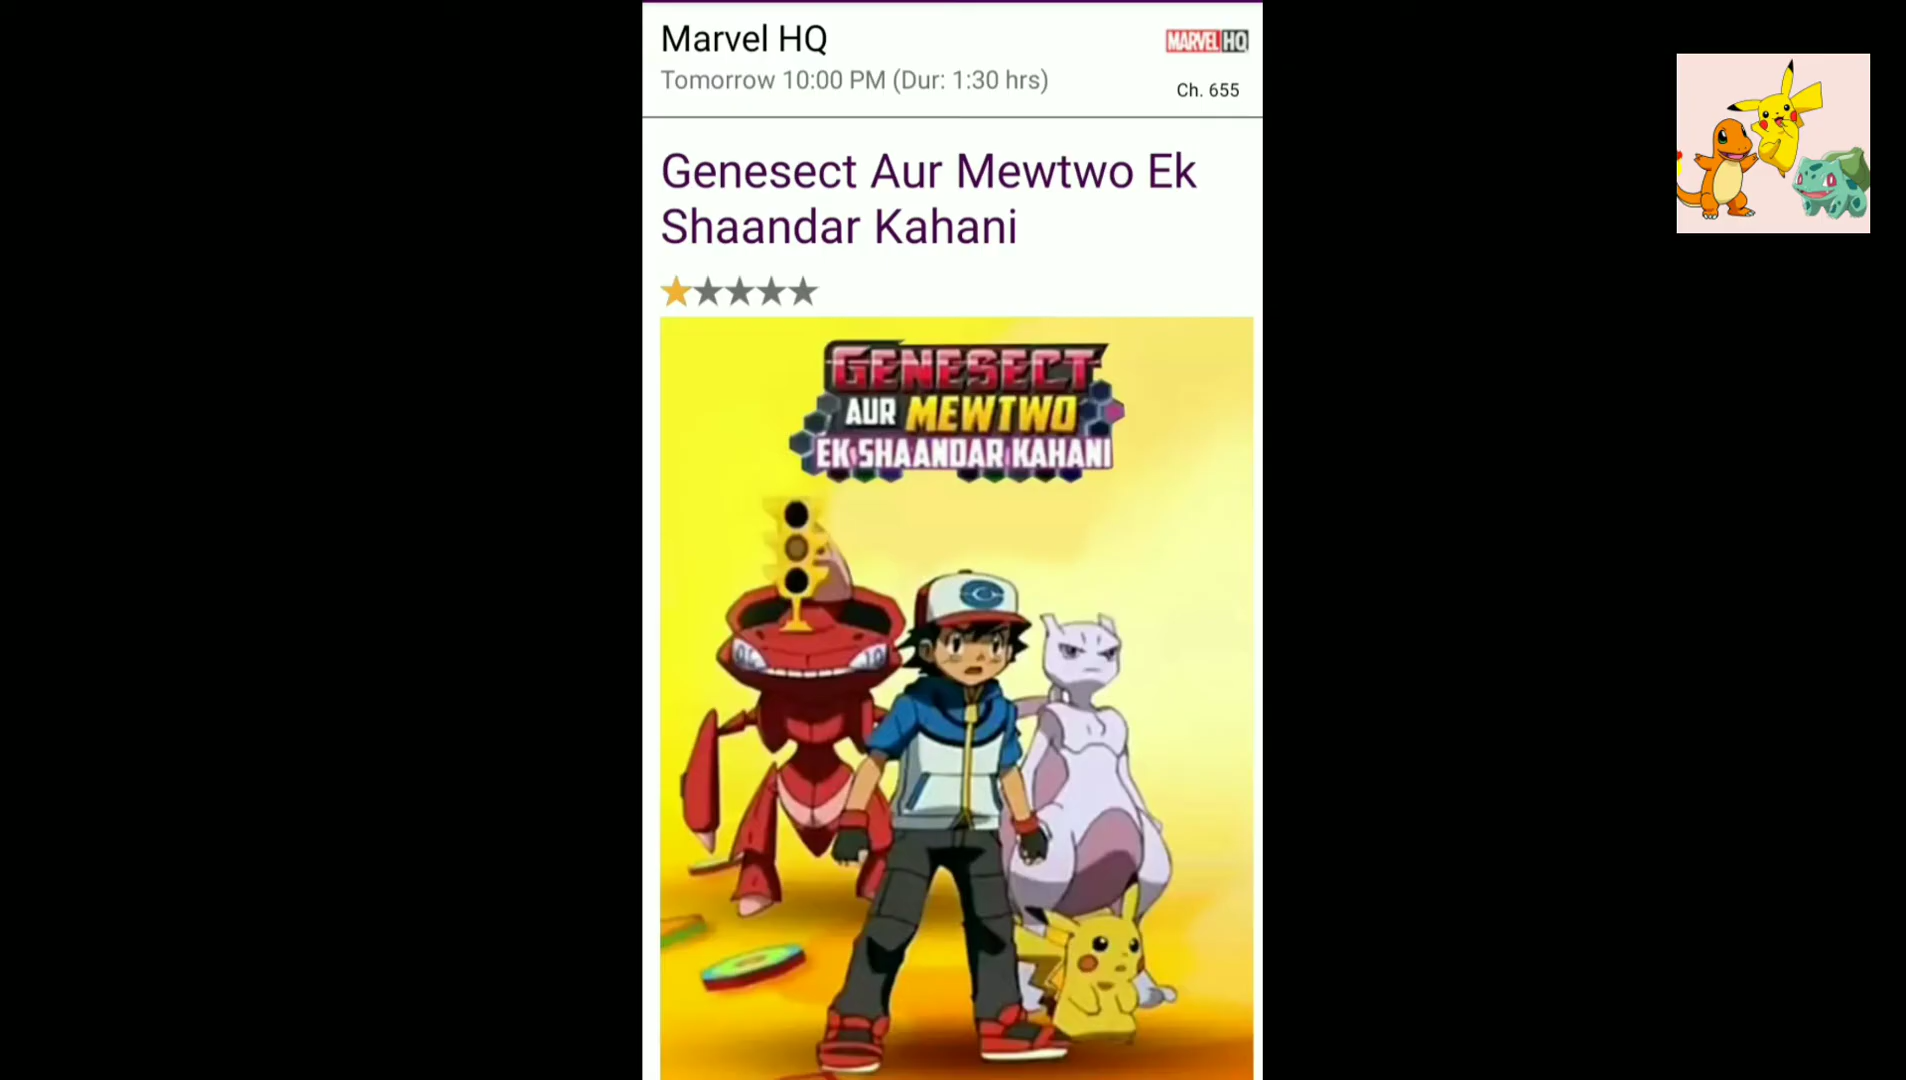 Marvel HQ
MARVEL HQ
Tomorrow 10:00 PM (Dur: 1:30 hrs)
Ch. 655
Genesect Aur Mewtwo Ek
Shaandar Kahani
GENESECT
AUR MEWTWO
EK SHAANDAR KAHANI